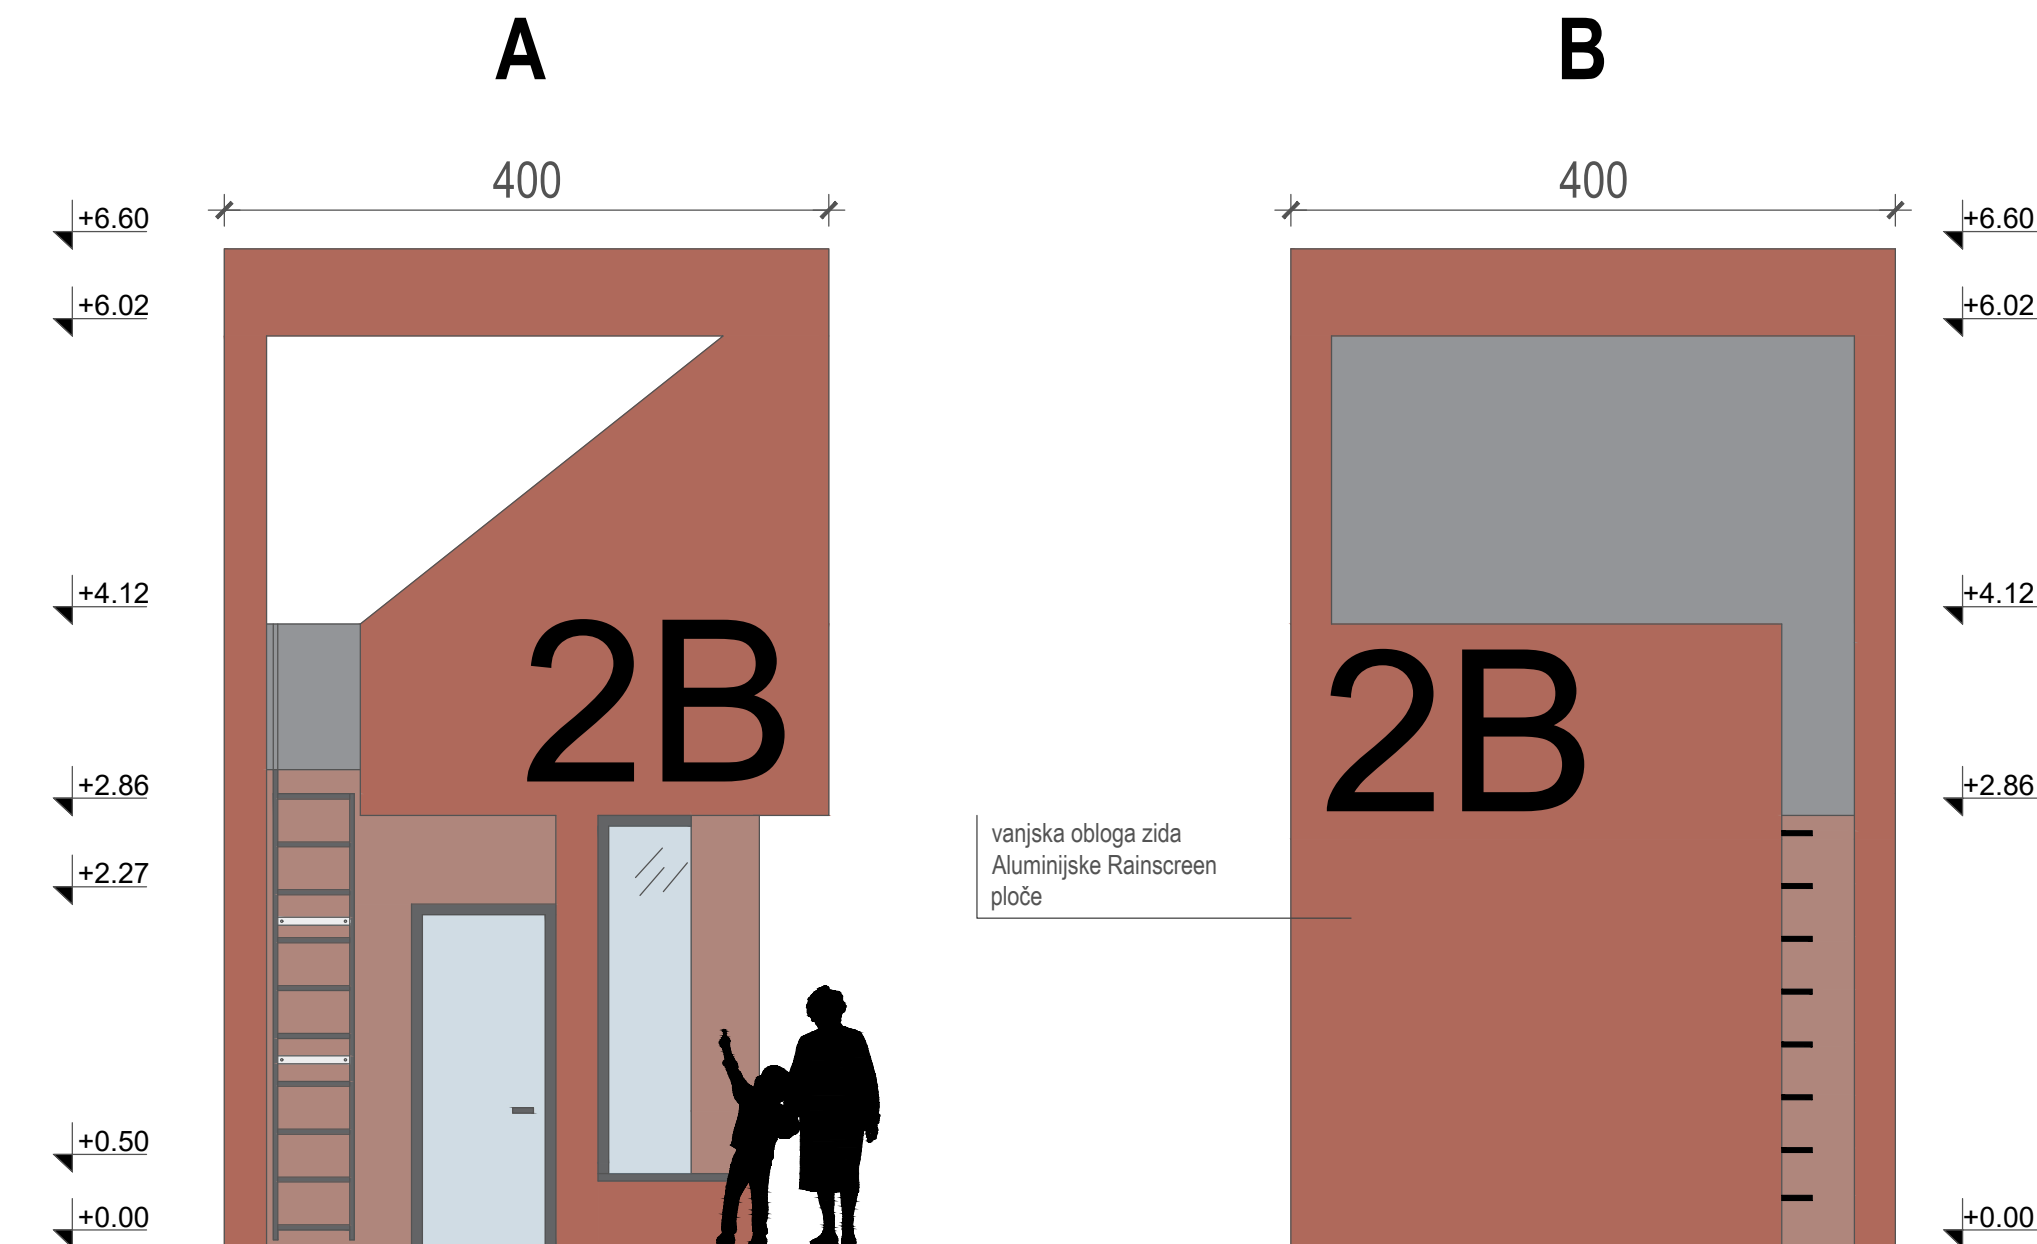 A
B
400
400
+6.60
+6.60
+6.02
+6.02
+4.12
+4.12
2B
2B
+2.86
+2.86
vanjska obloga zida
Aluminijske Rainscreen
ploče
+2.27
+0.50
+0.00
+0.00